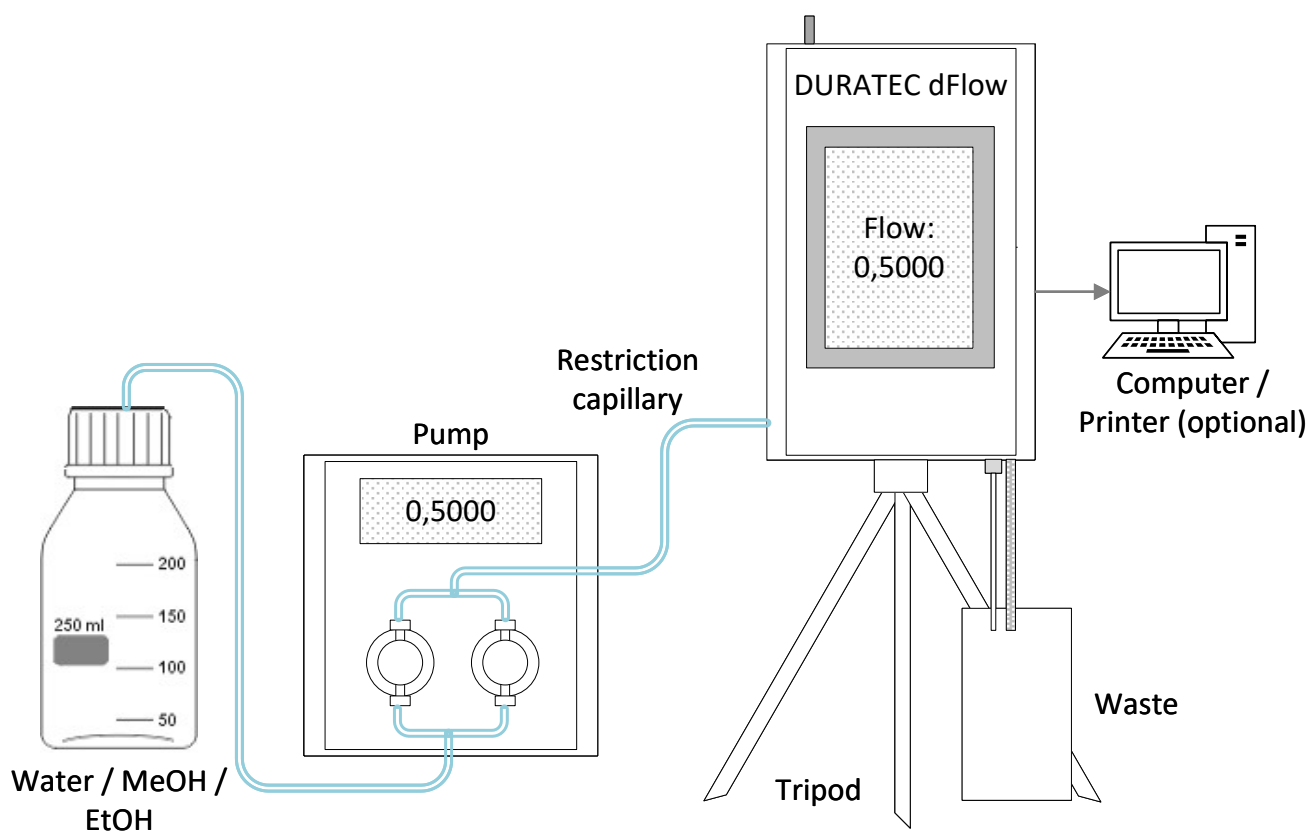 DURATEC dFlow
Flow:
0,5000
Restriction
capillary
Computer /
Printer (optional)
Pump
0,5000
200
150
250 ml
100
50
Water / MeOH /
EtOH
Tripod
Waste